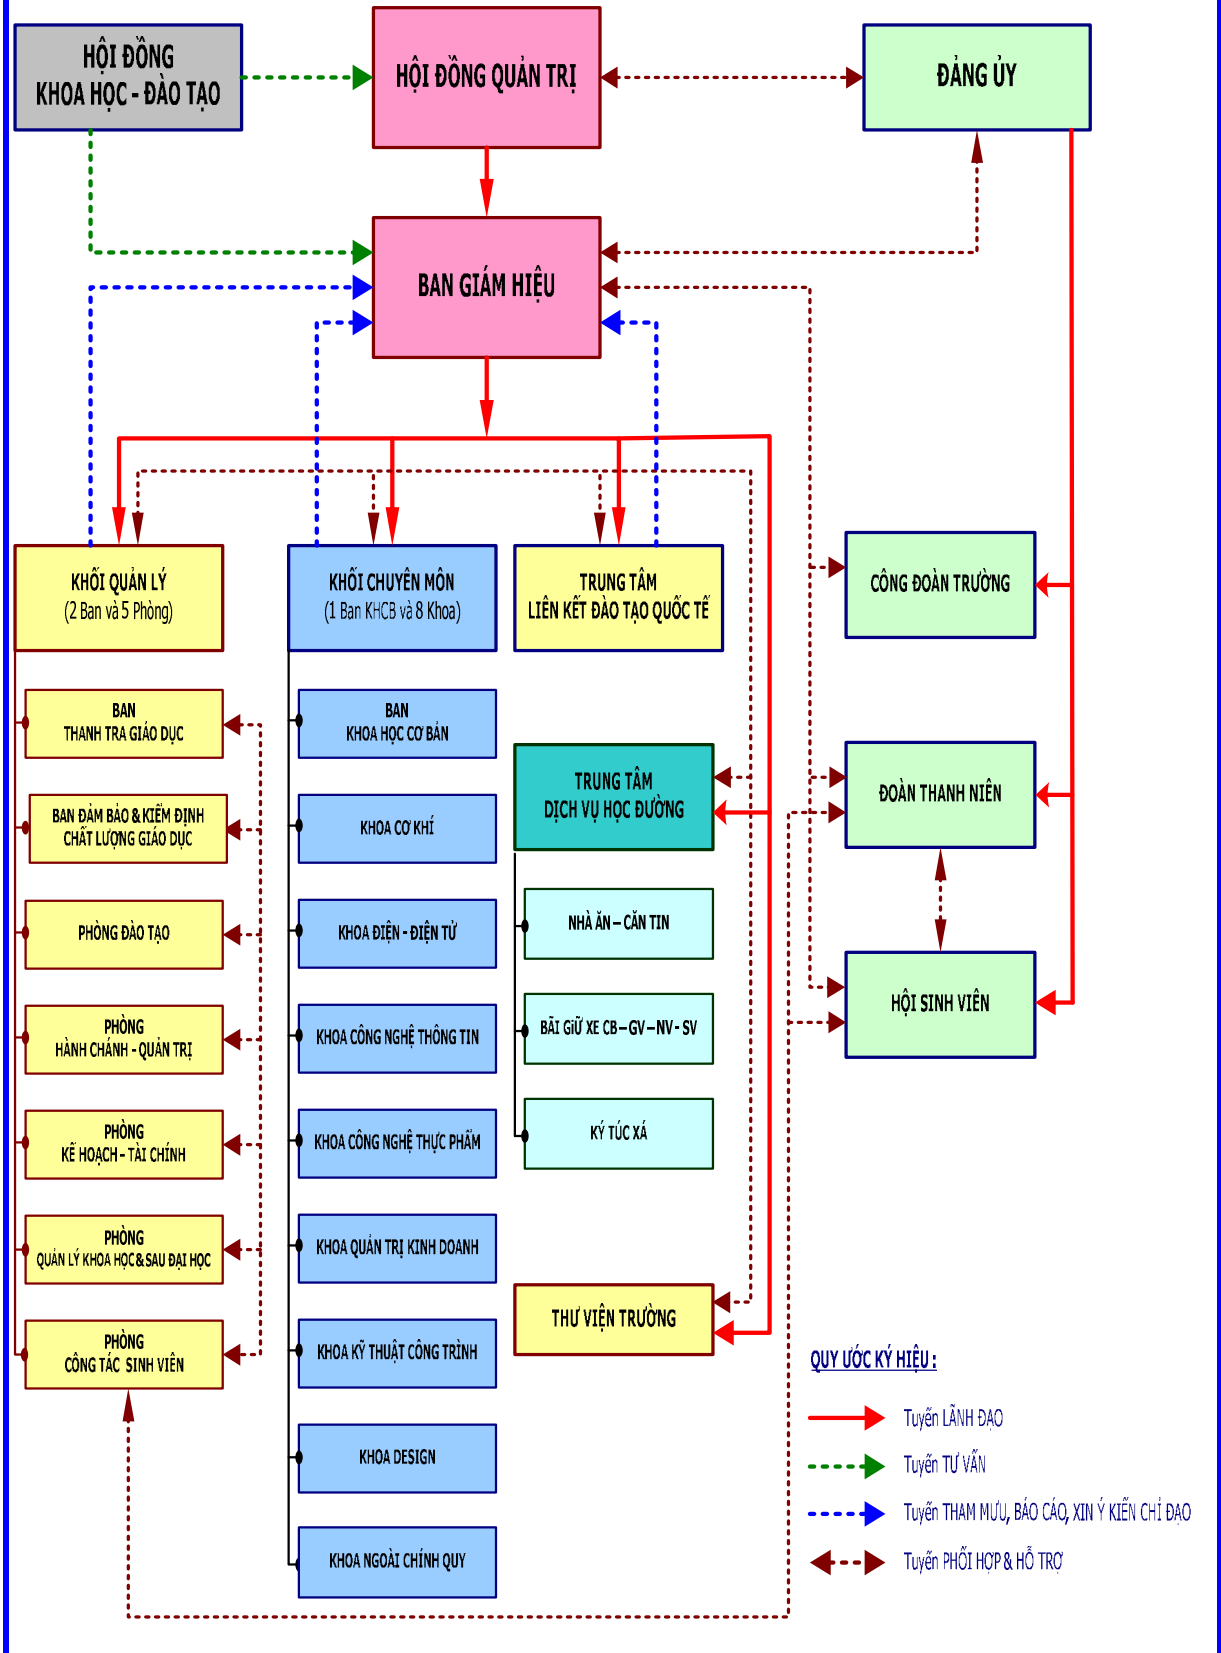 HỘI ĐỒNG
KHOA HỌC – ĐÀO TẠO
HỘI ĐỒNG QUẢN TRỊ
ĐẢNG ỦY
BAN GIÁM HIỆU
KHỐI QUẢN LÝ
(2 Ban và 5 Phòng)
KHỐI CHUYÊN MÔN
(1 Ban KHCB và 8 Khoa)
TRUNG TÂM
LIÊN KẾT ĐÀO TẠO QUỐC TẾ
CÔNG ĐOÀN TRƯỜNG
BAN
THANH TRA GIÁO DỤC
BAN ĐẢM BẢO & KIỂM ĐỊNH
CHẤT LƯỢNG GIÁO DỤC
PHÒNG ĐÀO TẠO
PHÒNG
HÀNH CHÁNH – QUẢN TRỊ
PHÒNG
KẾ HOẠCH – TÀI CHÍNH
PHÒNG
QUẢN LÝ KHOA HỌC & SAU ĐẠI HỌC
PHÒNG
CÔNG TÁC SINH VIÊN
BAN
KHOA HỌC CƠ BẢN
KHOA CƠ KHÍ
KHOA ĐIỆN – ĐIỆN TỬ
KHOA CÔNG NGHỆ THÔNG TIN
KHOA CÔNG NGHỆ THỰC PHẨM
KHOA QUẢN TRỊ KINH DOANH
KHOA KỸ THUẬT CÔNG TRÌNH
KHOA DESIGN
KHOA NGOÀI CHÍNH QUY
TRUNG TÂM
DỊCH VỤ HỌC ĐƯỜNG
NHÀ ĂN – CĂN TIN
BÃI GIỮ XE CB – GV – NV - SV
KÝ TÚC XÁ
THƯ VIỆN TRƯỜNG
ĐOÀN THANH NIÊN
HỘI SINH VIÊN
QUY ƯỚC KÝ HIỆU :
Tuyến LÃNH ĐẠO
Tuyến TƯ VẤN
Tuyến THAM MƯU, BÁO CÁO, XIN Ý KIẾN CHỈ ĐẠO
Tuyến PHỐI HỢP & HỖ TRỢ